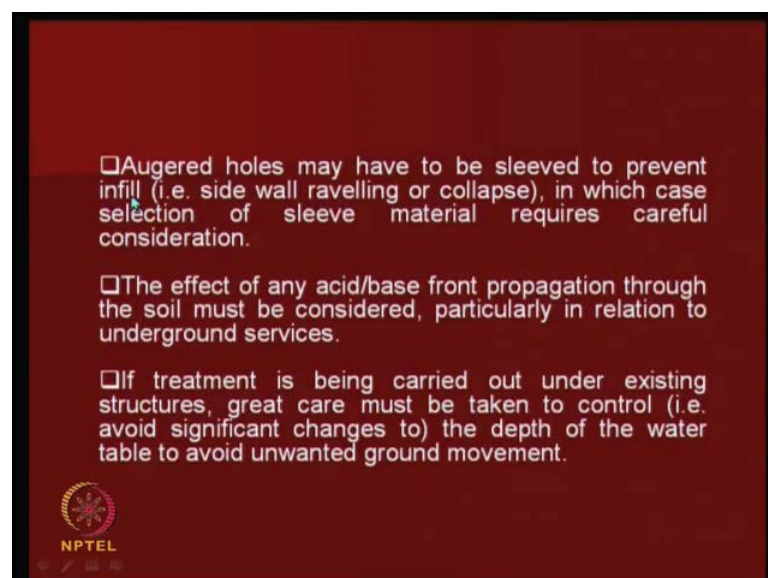 ❑Augered holes may have to be sleeved to prevent
infill (i.e. side wall ravelling or collapse), in which case
selection of sleeve material requires careful
consideration.
❑The effect of any acid/base front propagation through
the soil must be considered, particularly in relation to
underground services.
❑If treatment is being carried out under existing
structures, great care must be taken to control (i.e.
avoid significant changes to) the depth of the water
table to avoid unwanted ground movement.
NPTEL